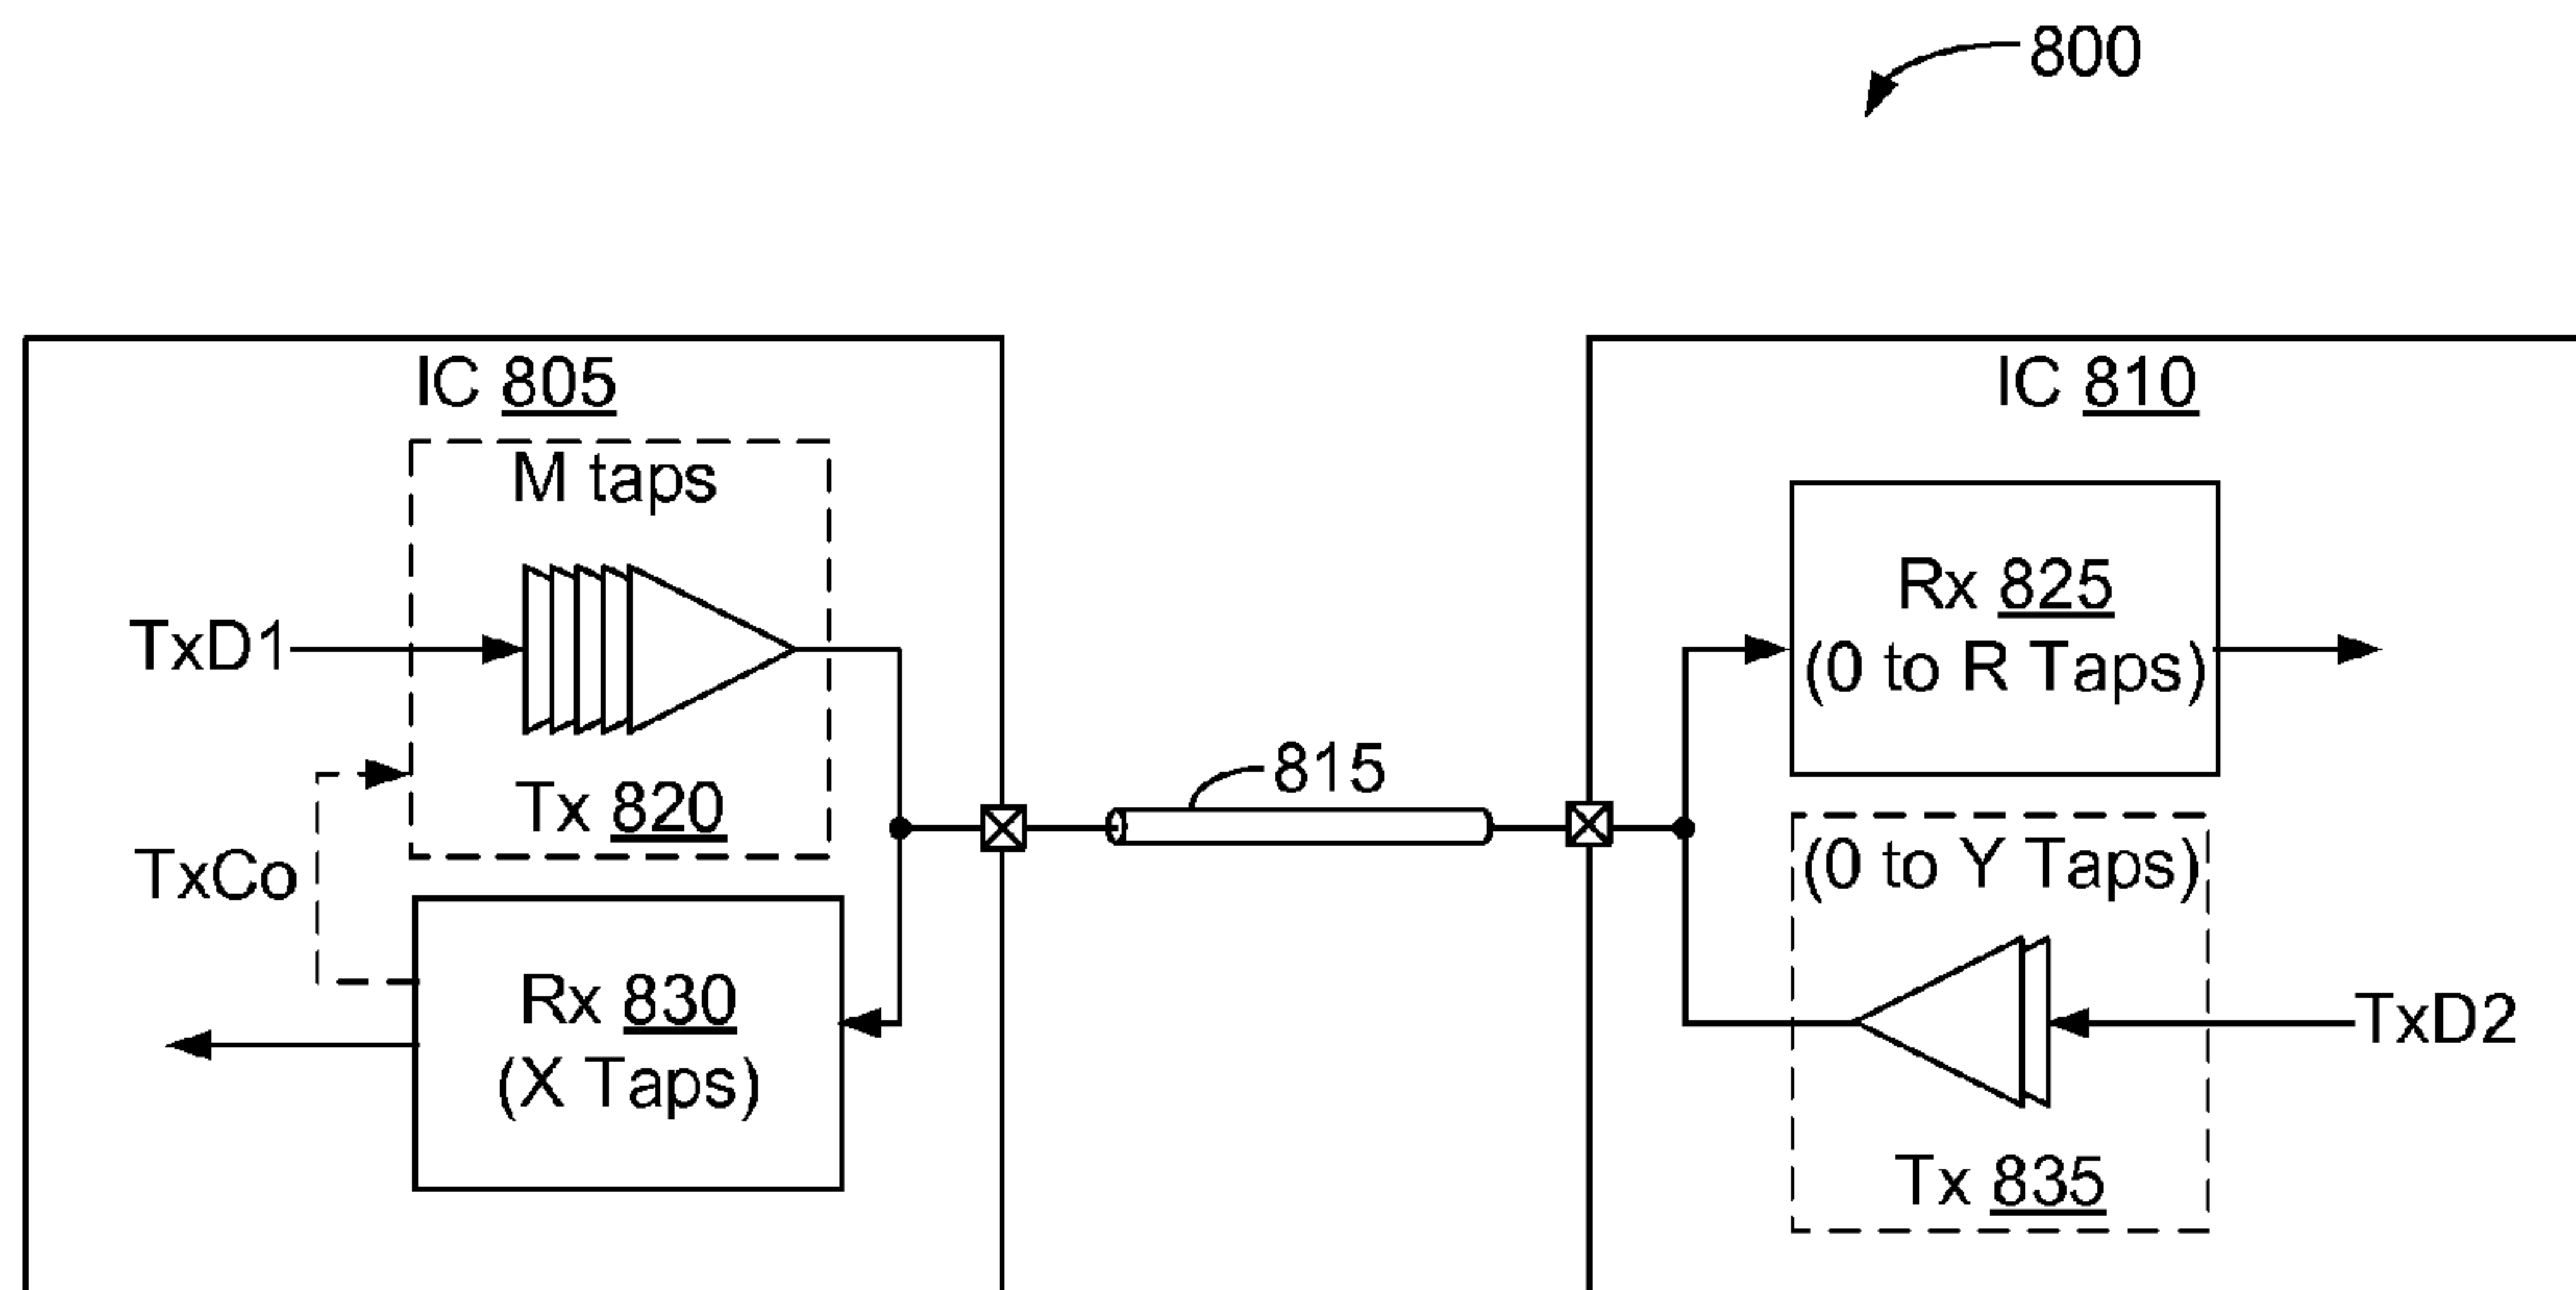 800
IC 805
M taps
TxD1
Tx 820
TxCo
Rx 830
(X Taps)
815
IC 810
Rx 825
(0 to R Taps)
(0 to Y Taps)
TxD2
Tx 835